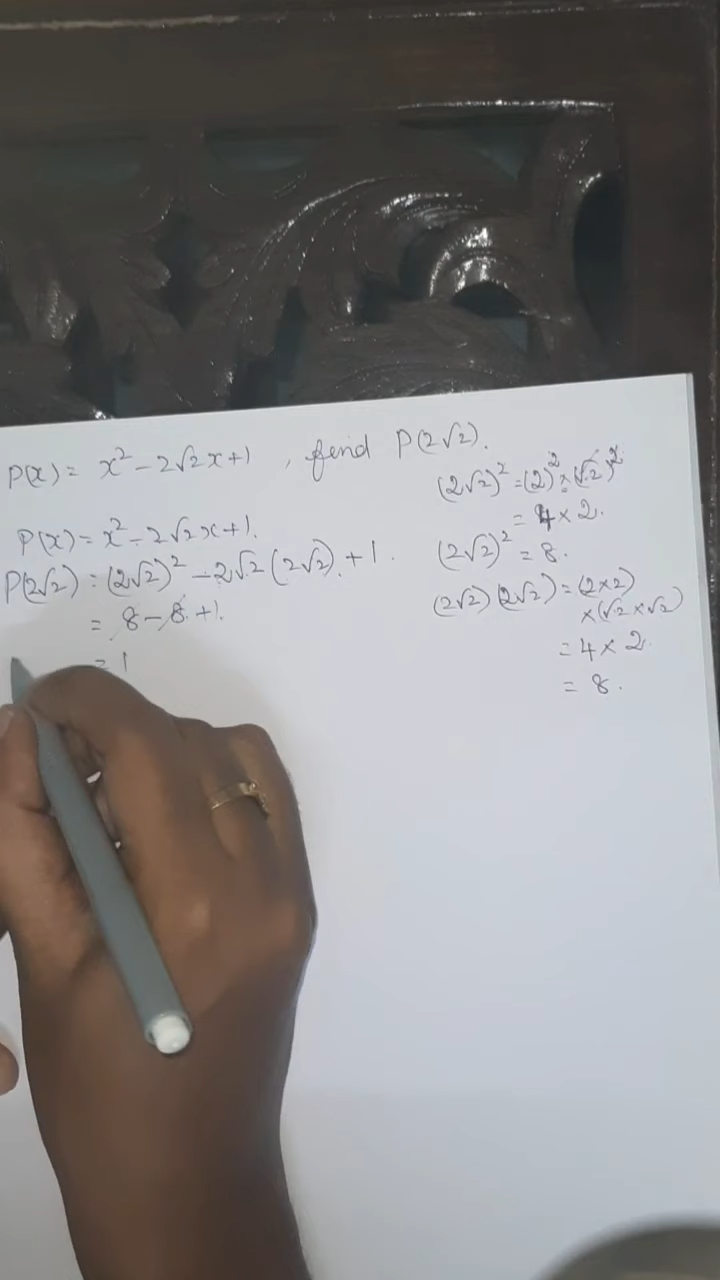 P(x) = x² - 2√2x+1 , find P(2√2).
P(x) = x² - 2√2x+1.
P(2√2) = (2√2)² - 2√2(2√2) + 1.
= 8 - 8 + 1.
= 1
(2√2)² = (2)² × (√2)²
= 4 × 2.
(2√2)² = 8.
(2√2)(2√2) = (2×2)
×(√2×√2)
= 4 × 2.
= 8.